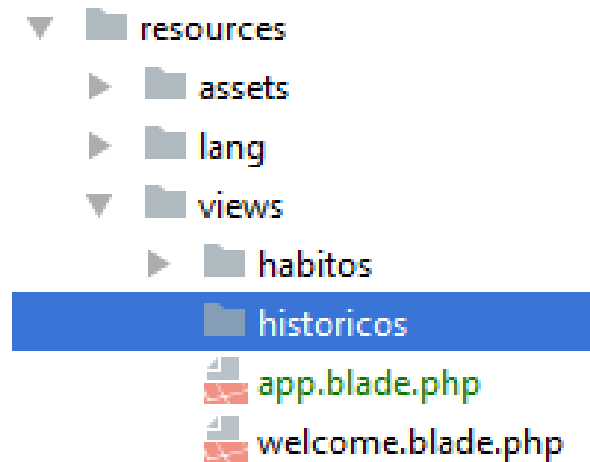 resources
assets
lang
views
habitos
historicos
app.blade.php
welcome.blade.php